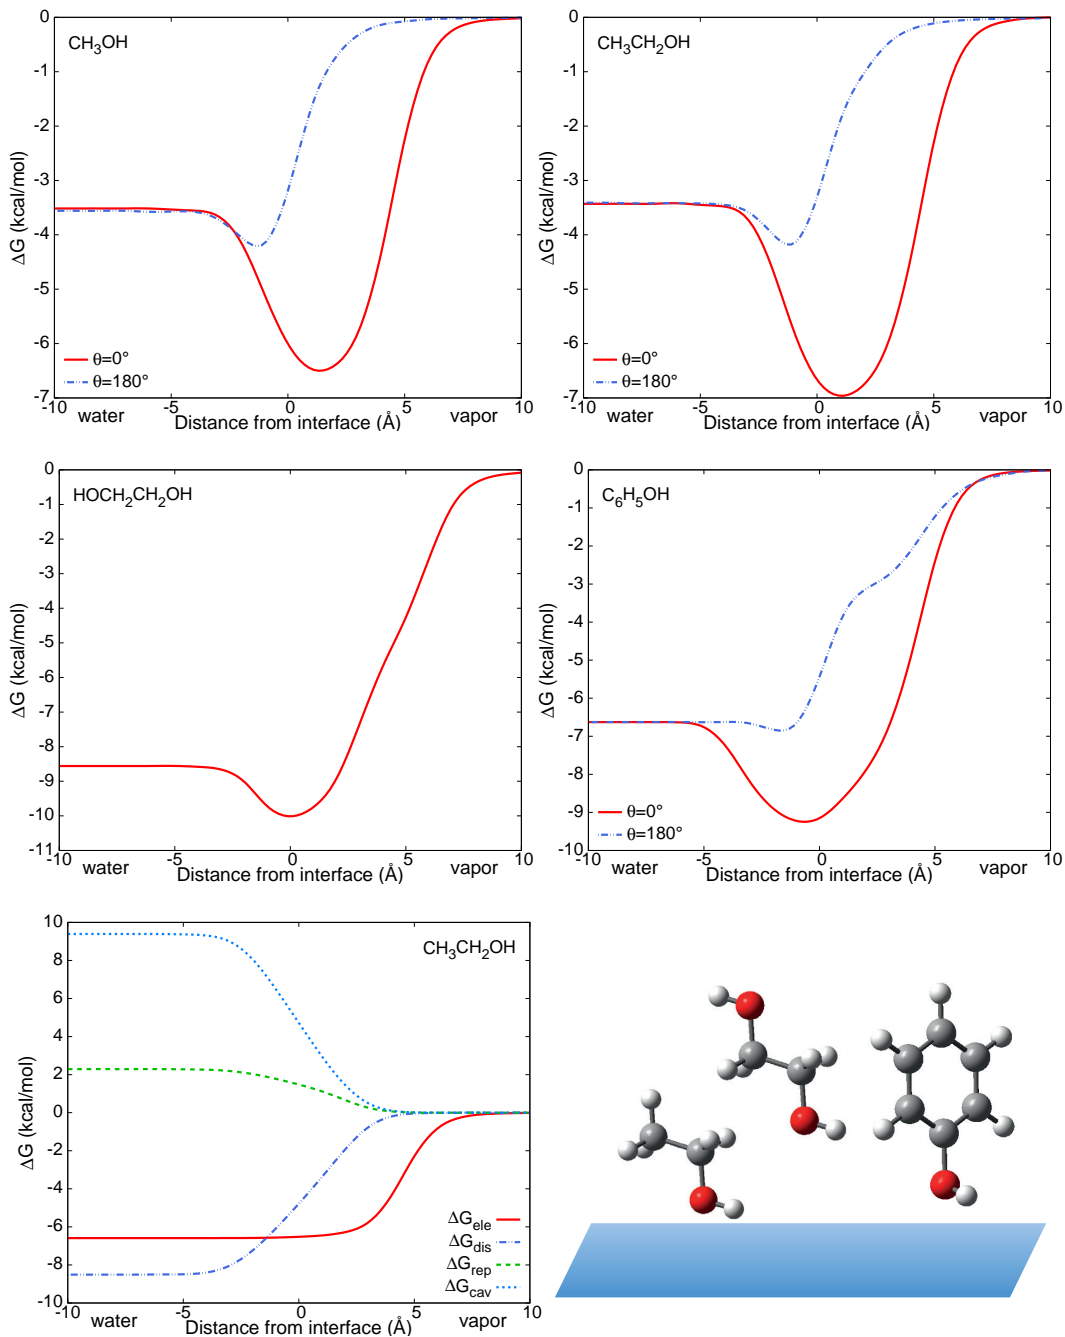 CH3OH
0
-1
-2
-3
-4
-5
-6
-7
ΔG (kcal/mol)
θ=0°
θ=180°
-10 -5 0 5 10
water vapor
Distance from interface (Å)
CH3CH2OH
0
-1
-2
-3
-4
-5
-6
-7
ΔG (kcal/mol)
θ=0°
θ=180°
-10 -5 0 5 10
water vapor
Distance from interface (Å)
HOCH2CH2OH
0
-1
-2
-3
-4
-5
-6
-7
-8
-9
-10
-11
ΔG (kcal/mol)
-10 -5 0 5 10
water vapor
Distance from interface (Å)
C6H5OH
0
-1
-2
-3
-4
-5
-6
-7
-8
-9
-10
ΔG (kcal/mol)
θ=0°
θ=180°
-10 -5 0 5 10
water vapor
Distance from interface (Å)
CH3CH2OH
10
8
6
4
2
0
-2
-4
-6
-8
-10
ΔG (kcal/mol)
ΔGele
ΔGdis
ΔGrep
ΔGcav
-10 -5 0 5 10
water vapor
Distance from interface (Å)